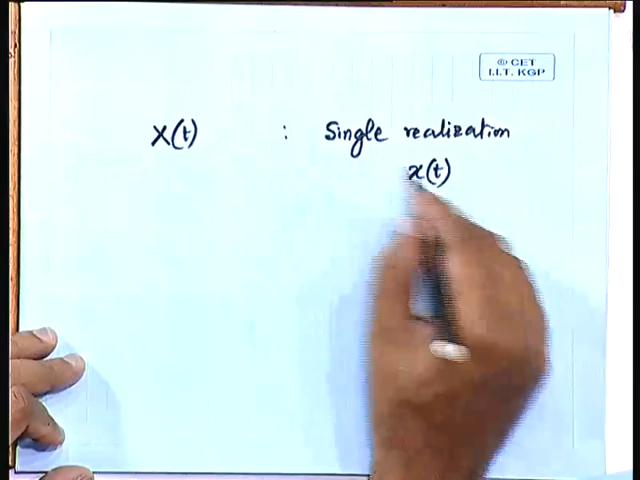 © CET
I.I.T. KGP
X(t) : Single realization
x(t)